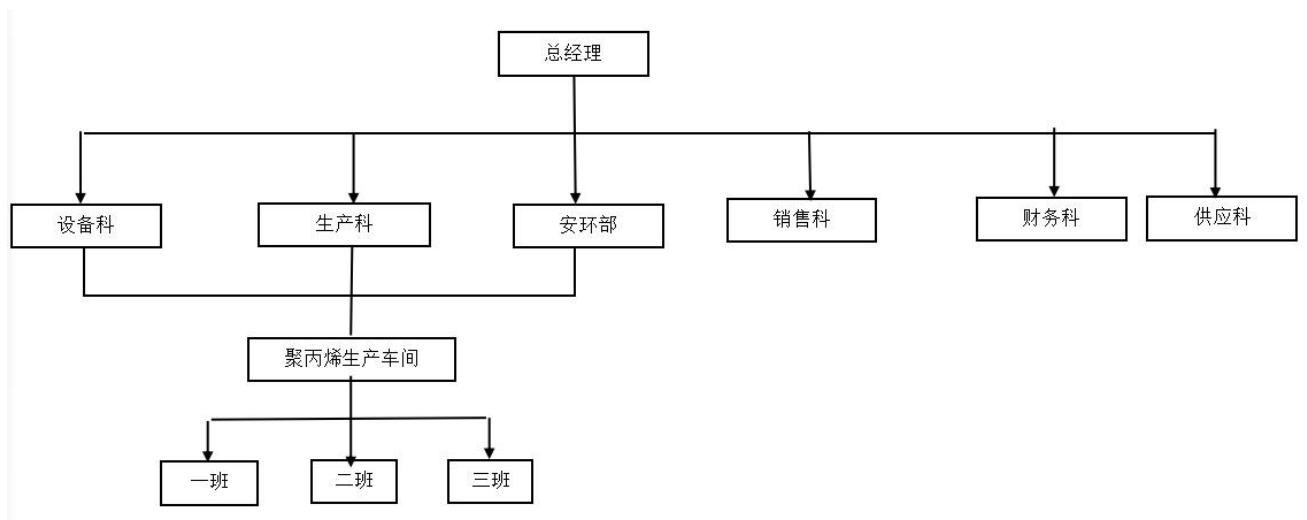 总经理
设备科
生产科
安环部
销售科
财务科
供应科
聚丙烯生产车间
一班
二班
三班